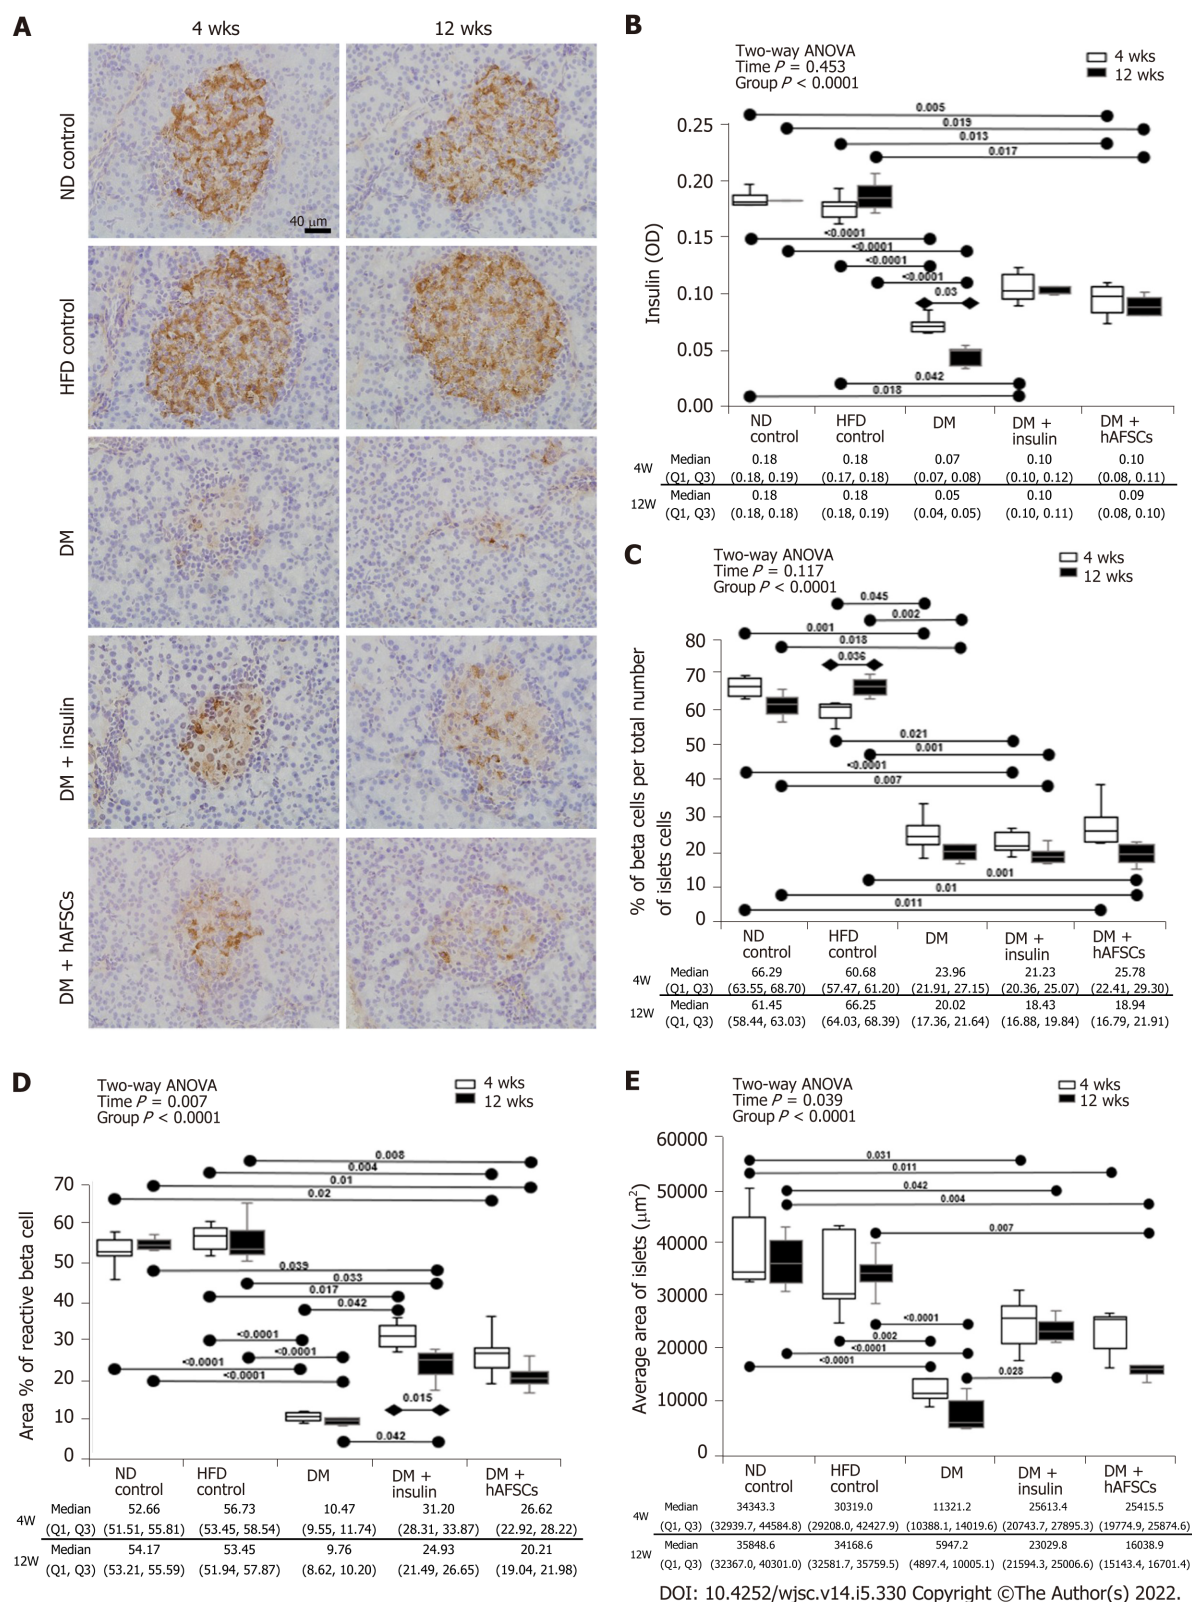 A
4 wks
12 wks
ND control
40 μm
HFD control
DM
DM + insulin
DM + hAFSCs
B
Two-way ANOVA
Time P = 0.453
Group P < 0.0001
4 wks
12 wks
Insulin (OD)
0.25
0.20
0.15
0.10
0.05
0.00
0.005
0.019
0.013
0.017
<0.0001
<0.0001
<0.0001
<0.0001
0.03
0.042
0.018
ND control
HFD control
DM
DM + insulin
DM + hAFSCs
4W
Median 0.18 0.18 0.07 0.10 0.10
(Q1, Q3) (0.18, 0.19) (0.17, 0.18) (0.07, 0.08) (0.10, 0.12) (0.08, 0.11)
12W
Median 0.18 0.18 0.05 0.10 0.09
(Q1, Q3) (0.18, 0.18) (0.18, 0.19) (0.04, 0.05) (0.10, 0.11) (0.08, 0.10)
C
Two-way ANOVA
Time P = 0.117
Group P < 0.0001
4 wks
12 wks
% of beta cells per total number
of islets cells
80
70
60
50
40
30
20
10
0
0.045
0.002
0.001
0.018
0.036
0.021
0.001
<0.0001
0.007
0.001
0.01
0.011
ND control
HFD control
DM
DM + insulin
DM + hAFSCs
4W
Median 66.29 60.68 23.96 21.23 25.78
(Q1, Q3) (63.55, 68.70) (57.47, 61.20) (21.91, 27.15) (20.36, 25.07) (22.41, 29.30)
12W
Median 61.45 66.25 20.02 18.43 18.94
(Q1, Q3) (58.44, 63.03) (64.03, 68.39) (17.36, 21.64) (16.88, 19.84) (16.79, 21.91)
D
Two-way ANOVA
Time P = 0.007
Group P < 0.0001
4 wks
12 wks
Area % of reactive beta cell
70
60
50
40
30
20
10
0
0.008
0.004
0.01
0.02
0.039
0.033
0.017
0.042
<0.0001
<0.0001
<0.0001
<0.0001
0.015
0.042
ND control
HFD control
DM
DM + insulin
DM + hAFSCs
4W
Median 52.66 56.73 10.47 31.20 26.62
(Q1, Q3) (51.51, 55.81) (53.45, 58.54) (9.55, 11.74) (28.31, 33.87) (22.92, 28.22)
12W
Median 54.17 53.45 9.76 24.93 20.21
(Q1, Q3) (53.21, 55.59) (51.94, 57.87) (8.62, 10.20) (21.49, 26.65) (19.04, 21.98)
E
Two-way ANOVA
Time P = 0.039
Group P < 0.0001
4 wks
12 wks
Average area of islets (μm²)
60000
50000
40000
30000
20000
10000
0
0.031
0.011
0.042
0.004
0.007
<0.0001
0.002
<0.0001
<0.0001
0.028
ND control
HFD control
DM
DM + insulin
DM + hAFSCs
4W
Median 34343.3 30319.0 11321.2 25613.4 25415.5
(Q1, Q3) (32939.7, 44584.8) (29208.0, 42427.9) (10388.1, 14019.6) (20743.7, 27895.3) (19774.9, 25874.6)
12W
Median 35848.6 34168.6 5947.2 23029.8 16038.9
(Q1, Q3) (32367.0, 40301.0) (32581.7, 35759.5) (4897.4, 10005.1) (21594.3, 25006.6) (15143.4, 16701.4)
DOI: 10.4252/wjsc.v14.i5.330 Copyright ©The Author(s) 2022.